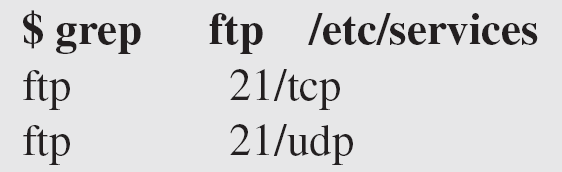 $ grep ftp /etc/services
ftp 21/tcp
ftp 21/udp